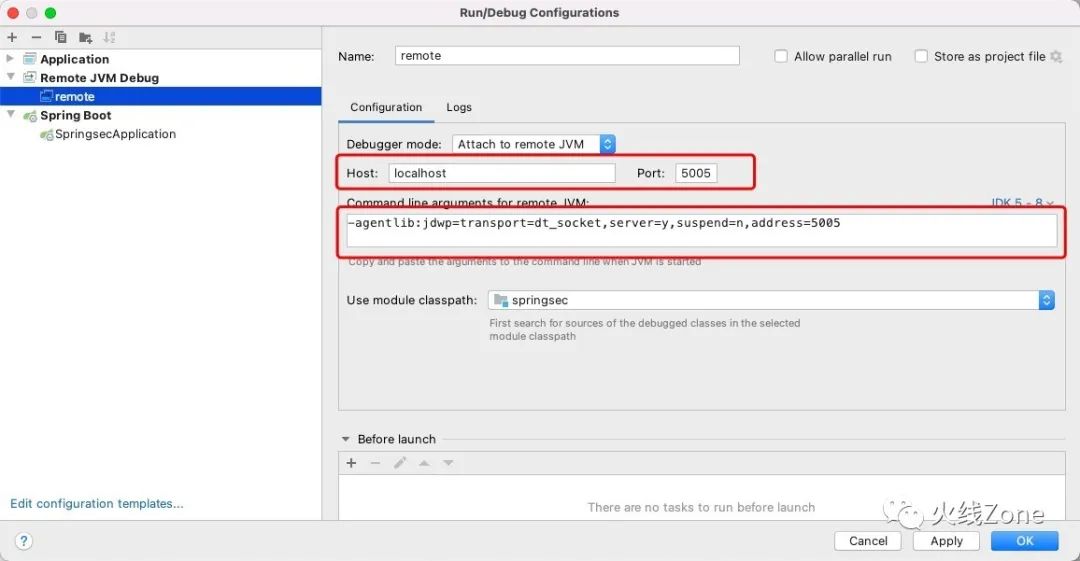 Run/Debug Configurations
Application
Remote JVM Debug
remote
Spring Boot
SpringsecApplication
Edit configuration templates...
Name: remote
Allow parallel run
Store as project file
Configuration Logs
Debugger mode: Attach to remote JVM
Host: localhost Port: 5005
Command line arguments for remote JVM: JDK 5 - 8
-agentlib:jdwp=transport=dt_socket,server=y,suspend=n,address=5005
Copy and paste the arguments to the command line when JVM is started
Use module classpath: springsec
First search for sources of the debugged classes in the selected
module classpath
Before launch
There are no tasks to run before launch
火线Zone
? Cancel Apply OK